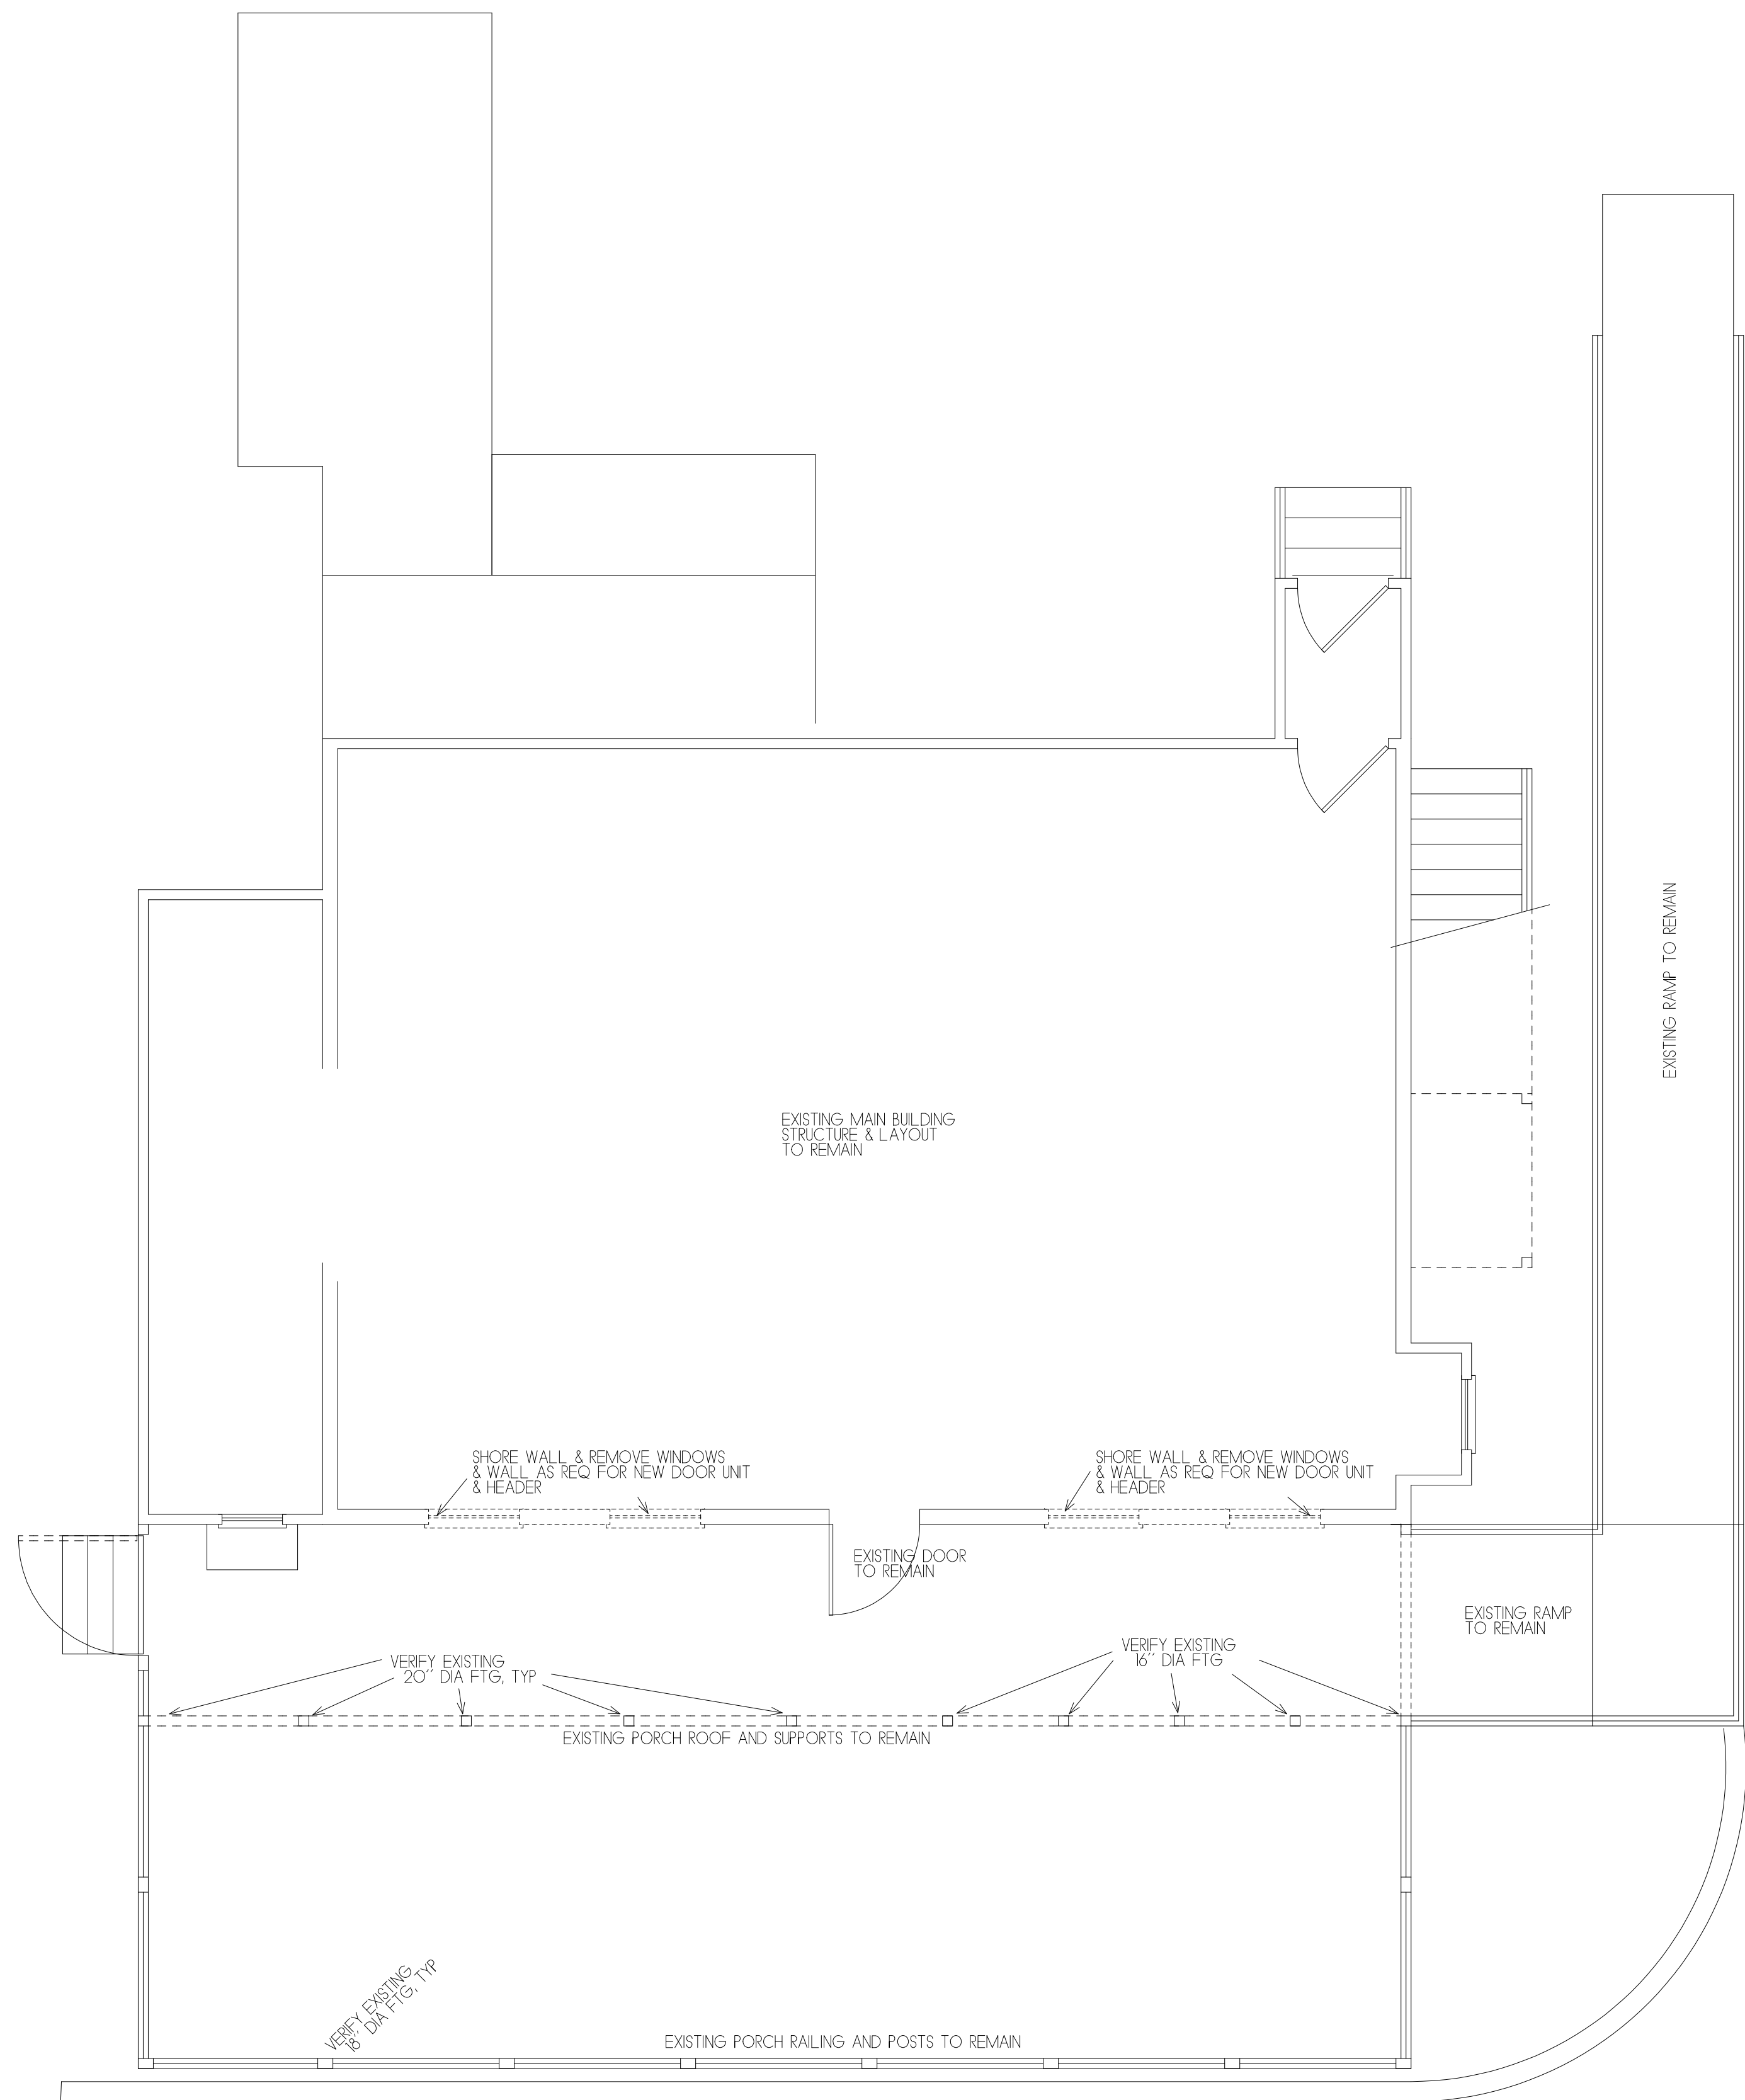 EXISTING RAMP TO REMAIN
EXISTING MAIN BUILDING
STRUCTURE & LAYOUT
TO REMAIN
SHORE WALL & REMOVE WINDOWS
& WALL AS REQ FOR NEW DOOR UNIT
& HEADER
SHORE WALL & REMOVE WINDOWS
& WALL AS REQ FOR NEW DOOR UNIT
& HEADER
EXISTING DOOR
TO REMAIN
EXISTING RAMP
TO REMAIN
VERIFY EXISTING
20'' DIA FTG, TYP
VERIFY EXISTING
16'' DIA FTG
EXISTING PORCH ROOF AND SUPPORTS TO REMAIN
VERIFY EXISTING
18'' DIA FTG, TYP
EXISTING PORCH RAILING AND POSTS TO REMAIN